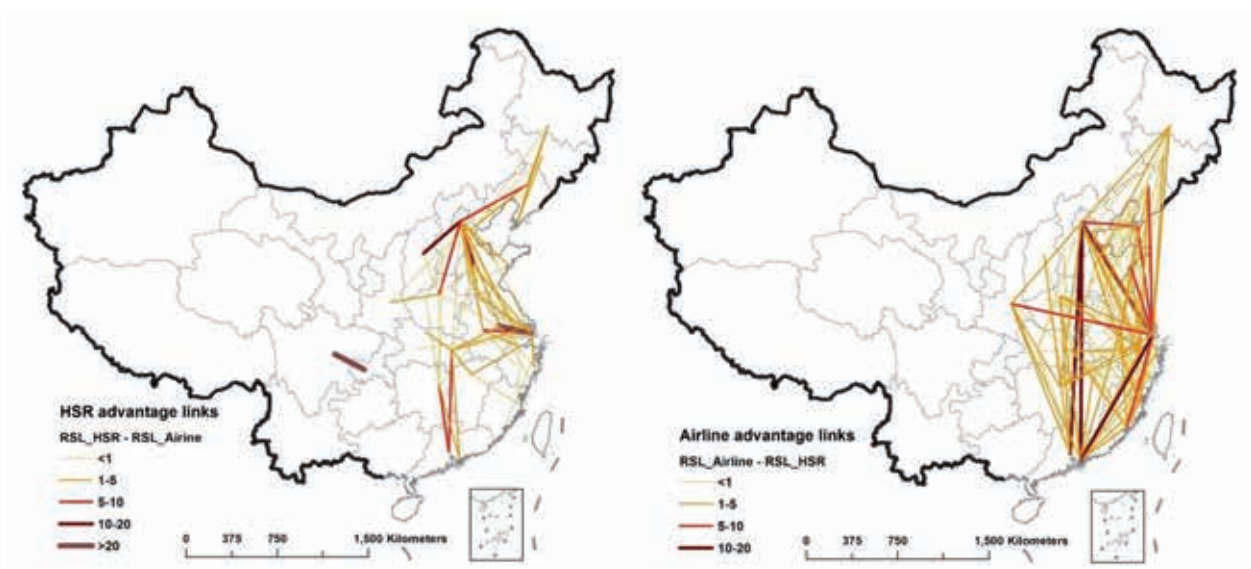 HSR advantage links
RSL_HSR - RSL_Airine
<1
1-5
5-10
10-20
>20
0 375 750 1,500 Kilometers
Airline advantage links
RSL_Airline - RSL_HSR
<1
1-5
5-10
10-20
0 375 750 1,500 Kilometers